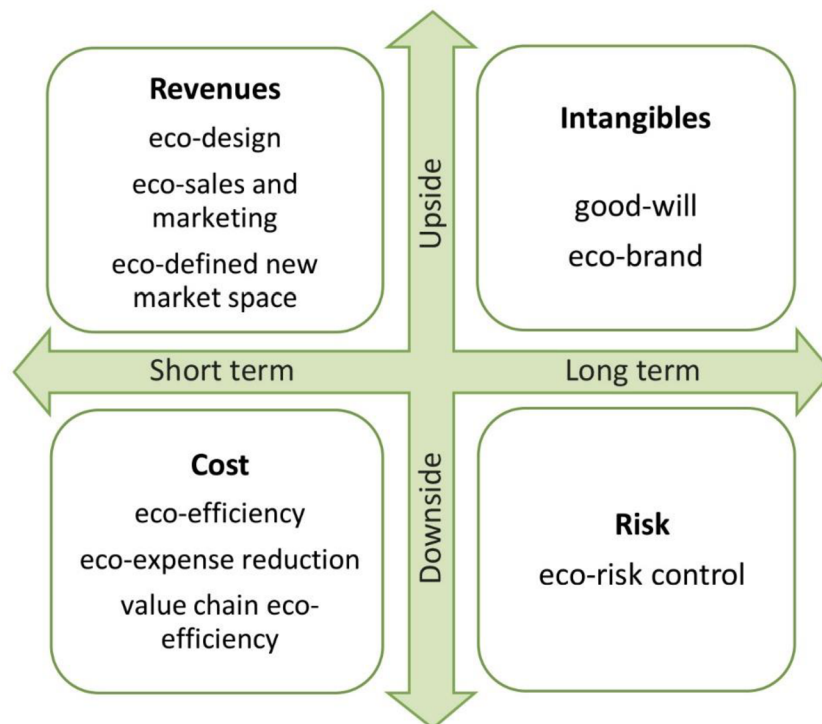 Revenues
eco-design
eco-sales and
marketing
eco-defined new
market space
Upside
Intangibles
good-will
eco-brand
Short term
Long term
Cost
eco-efficiency
eco-expense reduction
value chain eco-
efficiency
Downside
Risk
eco-risk control